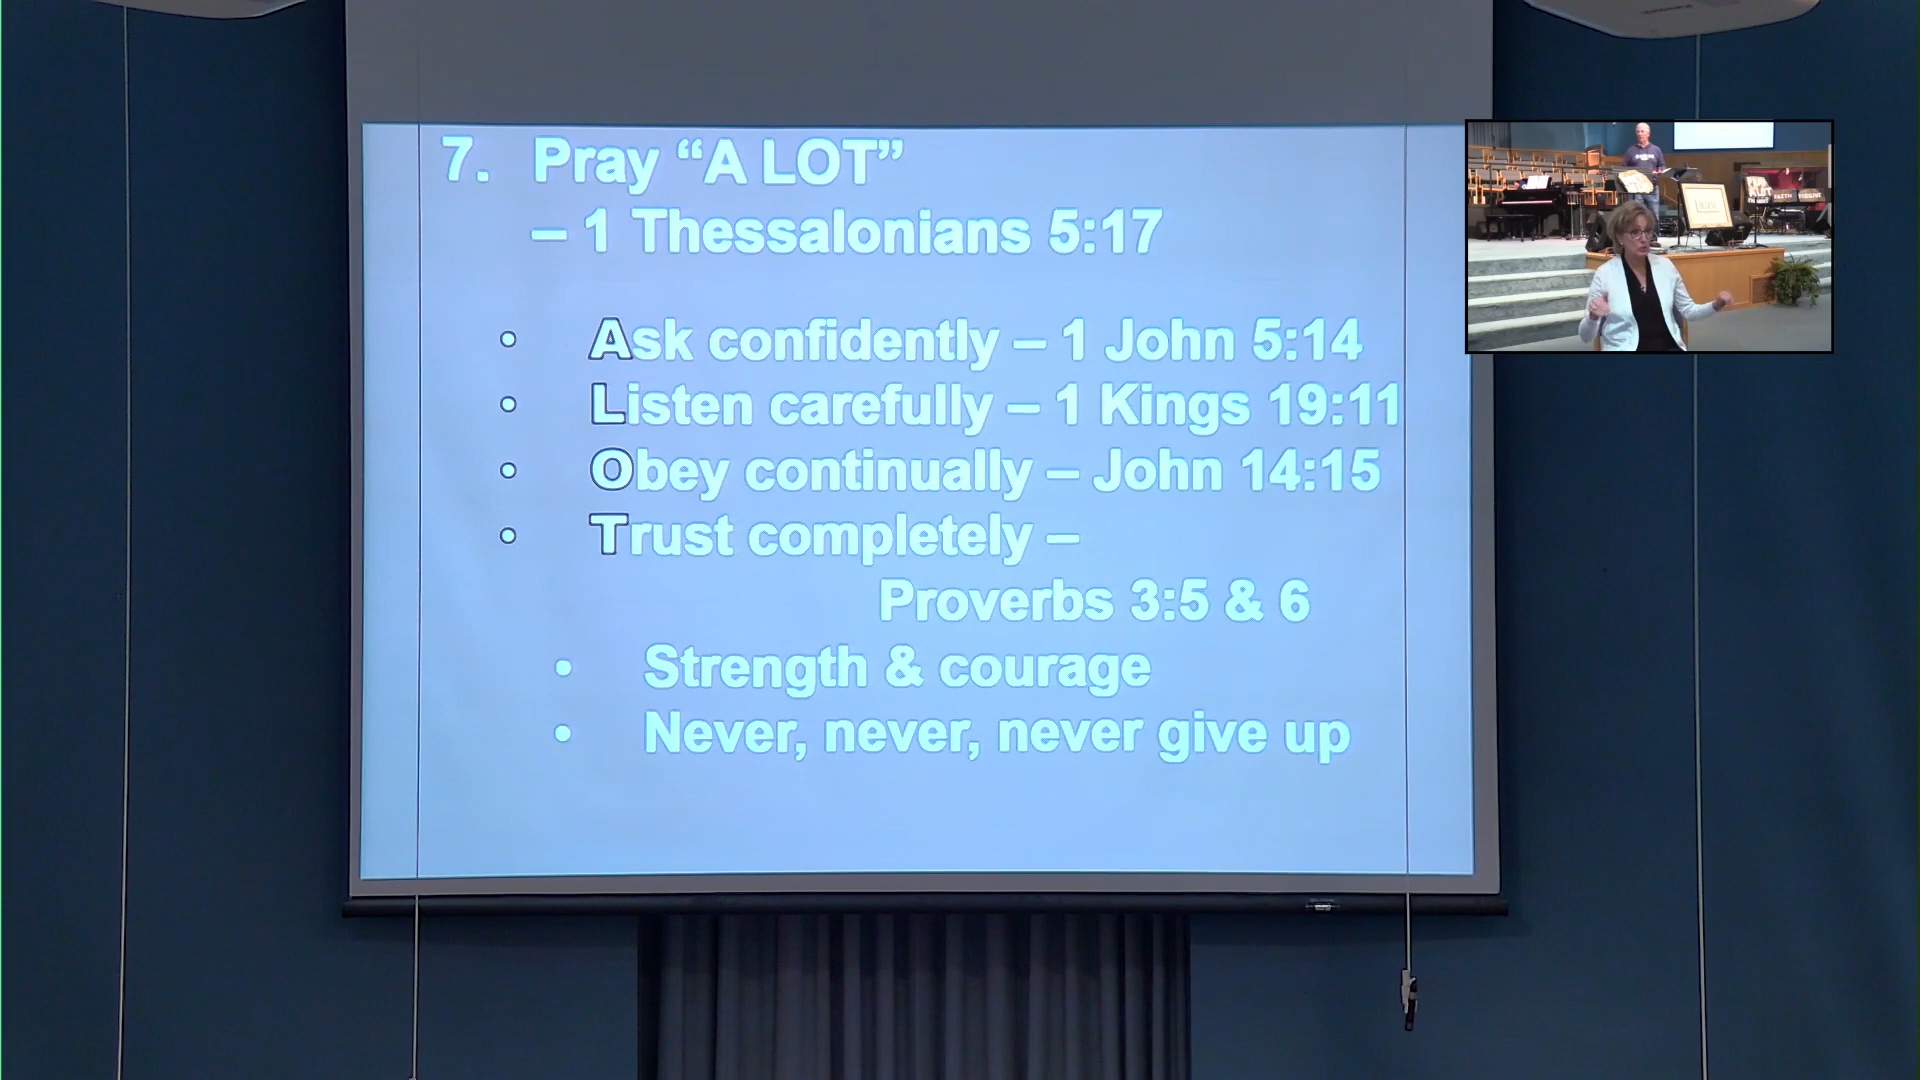 7. Pray “A LOT”
– 1 Thessalonians 5:17
• Ask confidently – 1 John 5:14
• Listen carefully – 1 Kings 19:11
• Obey continually – John 14:15
• Trust completely –
Proverbs 3:5 & 6
• Strength & courage
• Never, never, never give up
FAITH